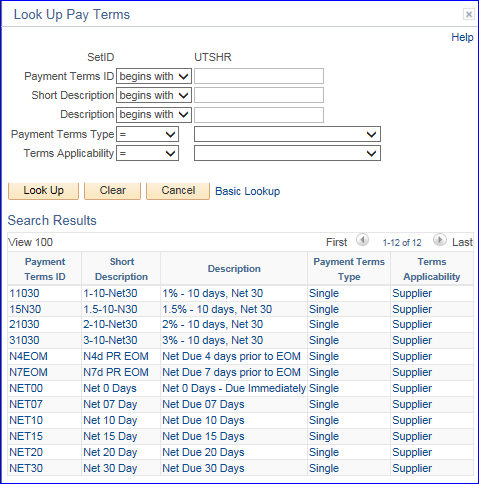 Look Up Pay Terms
Help
SetID UTSHR
Payment Terms ID begins with
Short Description begins with
Description begins with
Payment Terms Type =
Terms Applicability =
Look Up Clear Cancel Basic Lookup
Search Results
View 100 First 1-12 of 12 Last
Payment Terms ID Short Description Description Payment Terms Type Terms Applicability
11030 1-10-Net30 1% - 10 days, Net 30 Single Supplier
15N30 1.5-10-N30 1.5% - 10 days, Net 30 Single Supplier
21030 2-10-Net30 2% - 10 days, Net 30 Single Supplier
31030 3-10-Net30 3% - 10 days, Net 30 Single Supplier
N4EOM N4d PR EOM Net Due 4 days prior to EOM Single Supplier
N7EOM N7d PR EOM Net Due 7 days prior to EOM Single Supplier
NET00 Net 0 Days Net 0 Days - Due Immediately Single Supplier
NET07 Net 07 Day Net Due 07 Days Single Supplier
NET10 Net 10 Day Net Due 10 Days Single Supplier
NET15 Net 15 Day Net Due 15 Days Single Supplier
NET20 Net 20 Day Net Due 20 Days Single Supplier
NET30 Net 30 Day Net Due 30 Days Single Supplier